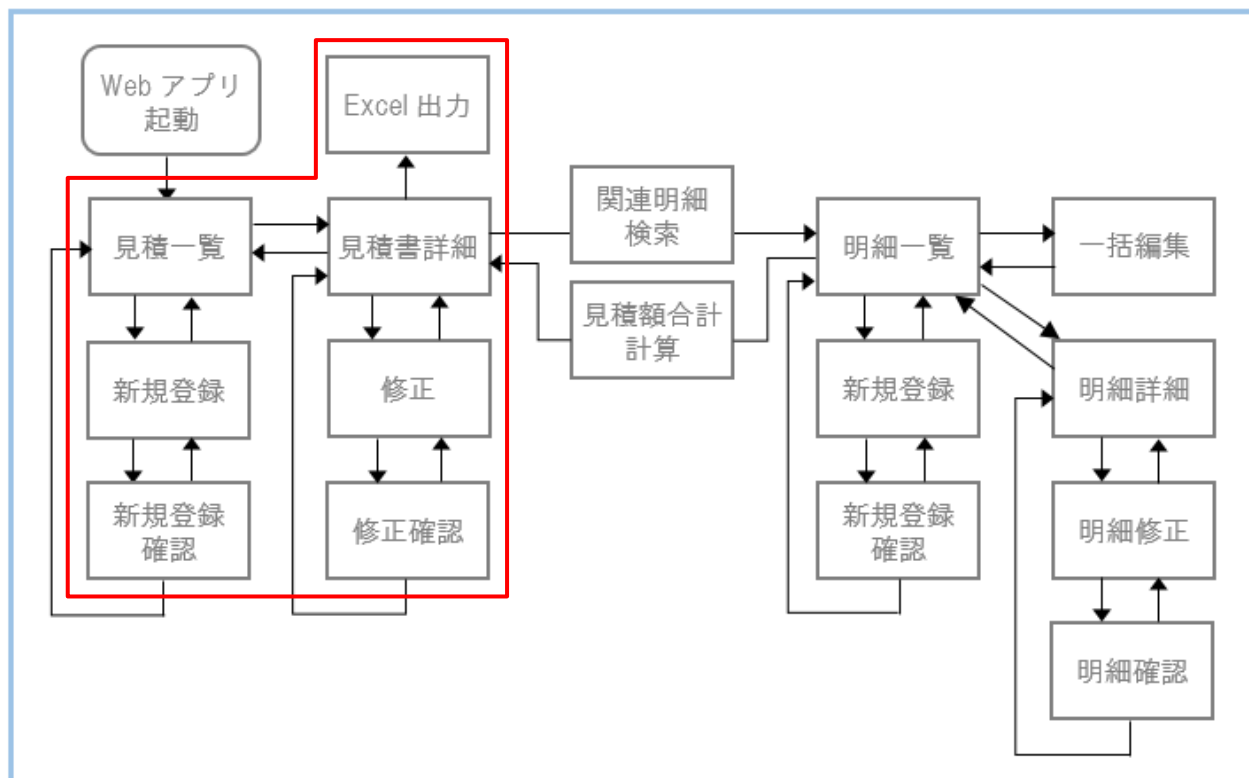 Web アプリ
起動
Excel 出力
見積一覧
見積書詳細
関連明細
検索
明細一覧
一括編集
見積額合計
計算
新規登録
修正
新規登録
明細詳細
新規登録
確認
修正確認
新規登録
確認
明細修正
明細確認